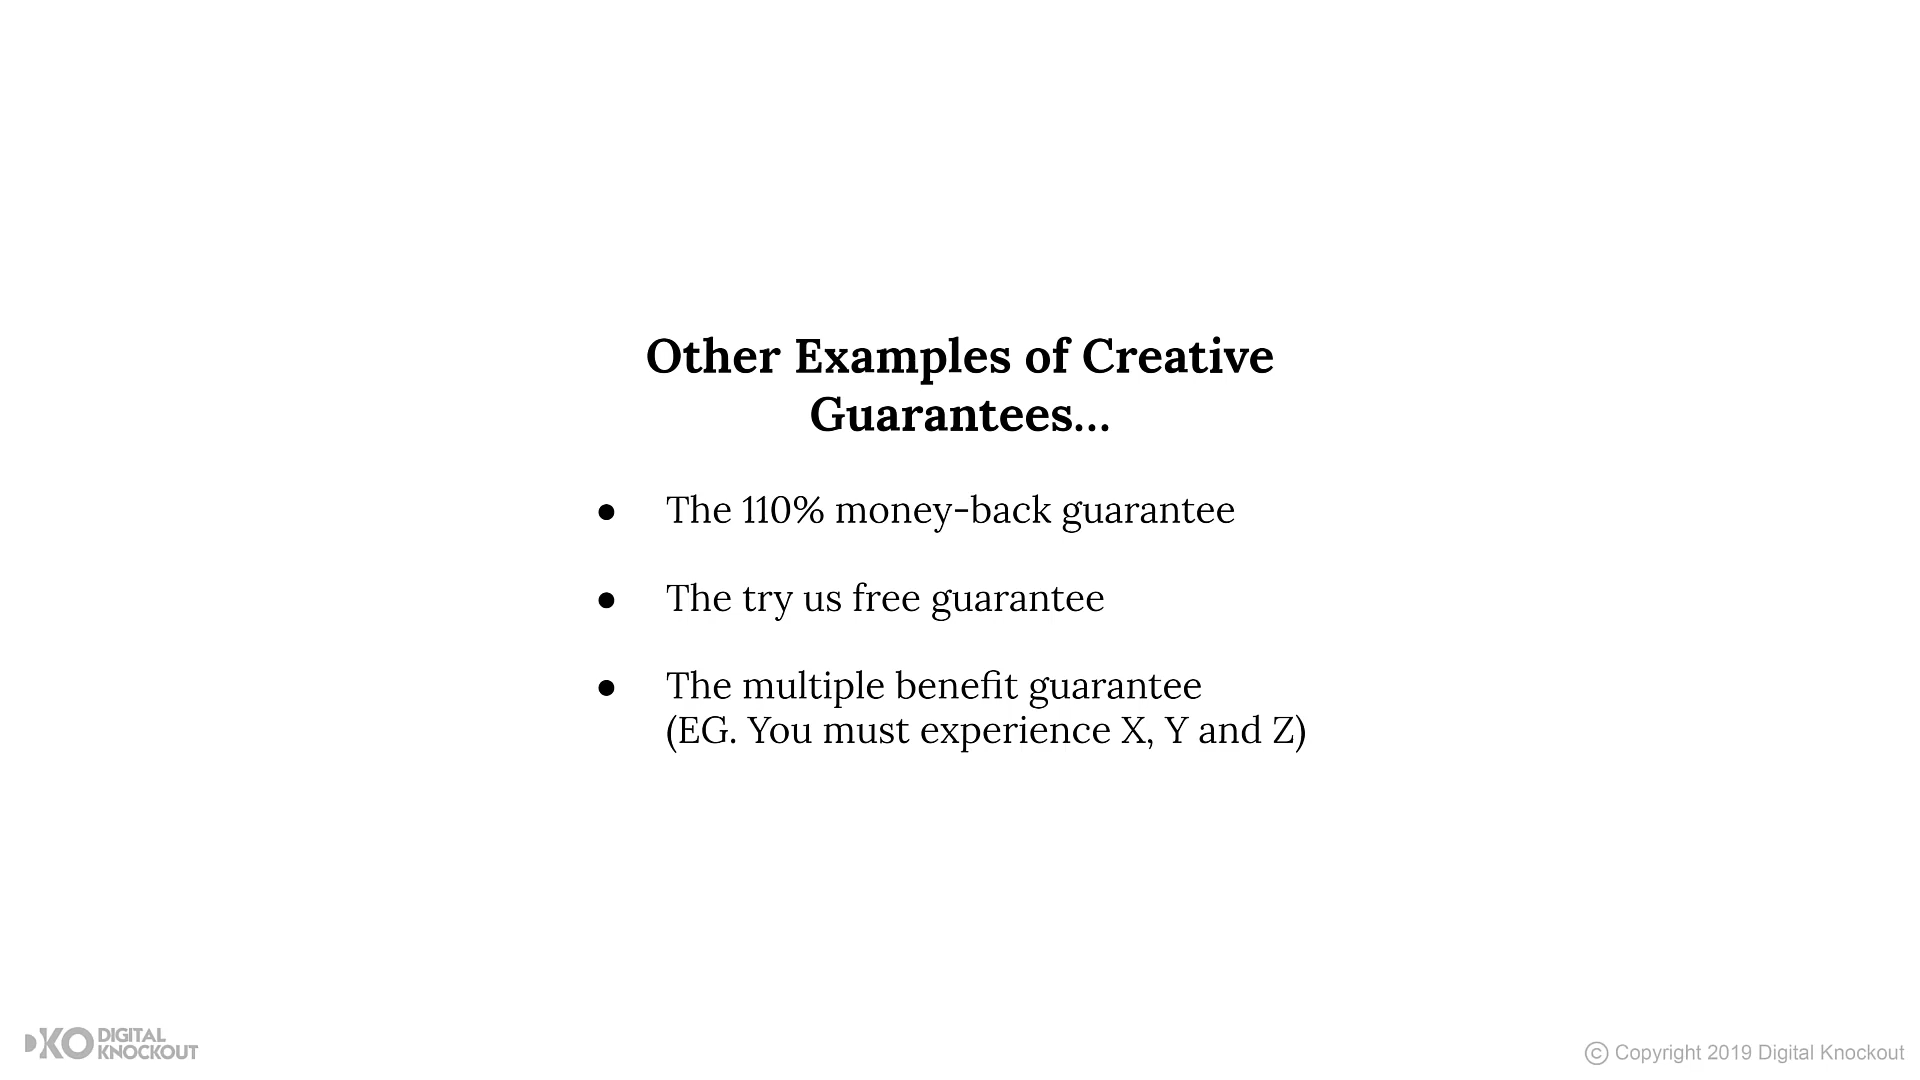 Other Examples of Creative
Guarantees...
● The 110% money-back guarantee
● The try us free guarantee
● The multiple benefit guarantee
(EG. You must experience X, Y and Z)
DKO DIGITAL
KNOCKOUT
© Copyright 2019 Digital Knockout